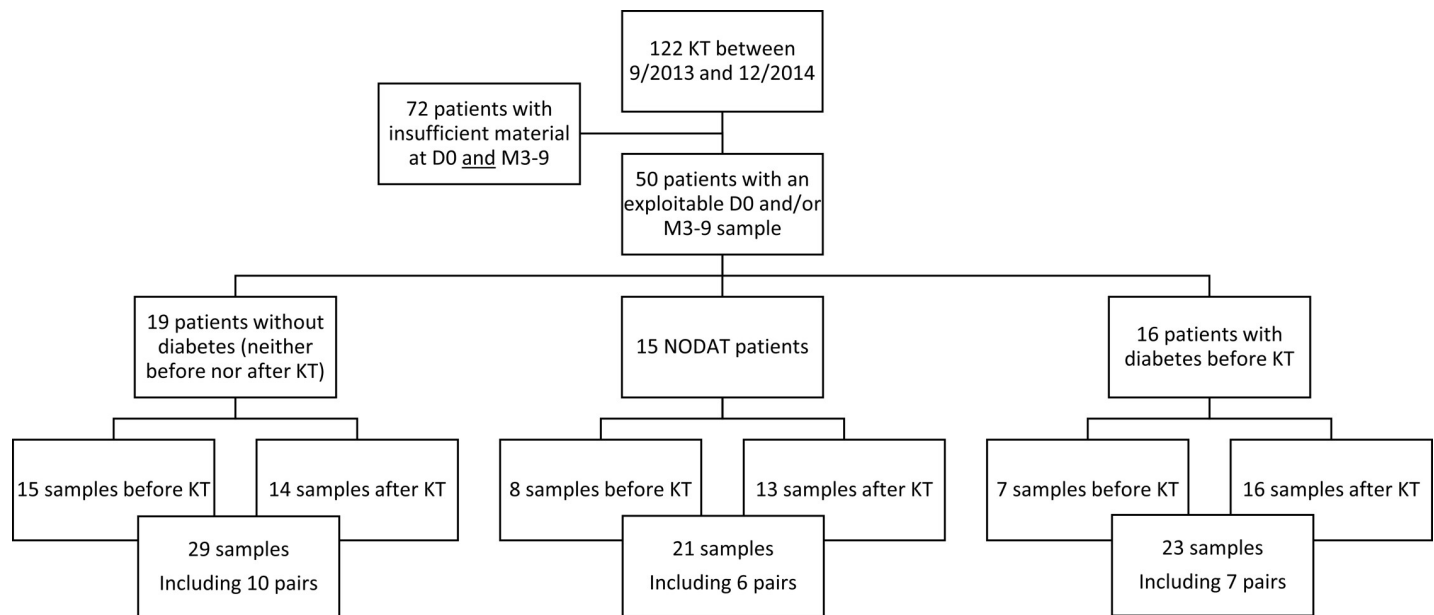 122 KT between
9/2013 and 12/2014
72 patients with
insufficient material
at D0 and M3-9
50 patients with an
exploitable D0 and/or
M3-9 sample
19 patients without
diabetes (neither
before nor after KT)
15 NODAT patients
16 patients with
diabetes before KT
15 samples before KT
14 samples after KT
8 samples before KT
13 samples after KT
7 samples before KT
16 samples after KT
29 samples
Including 10 pairs
21 samples
Including 6 pairs
23 samples
Including 7 pairs